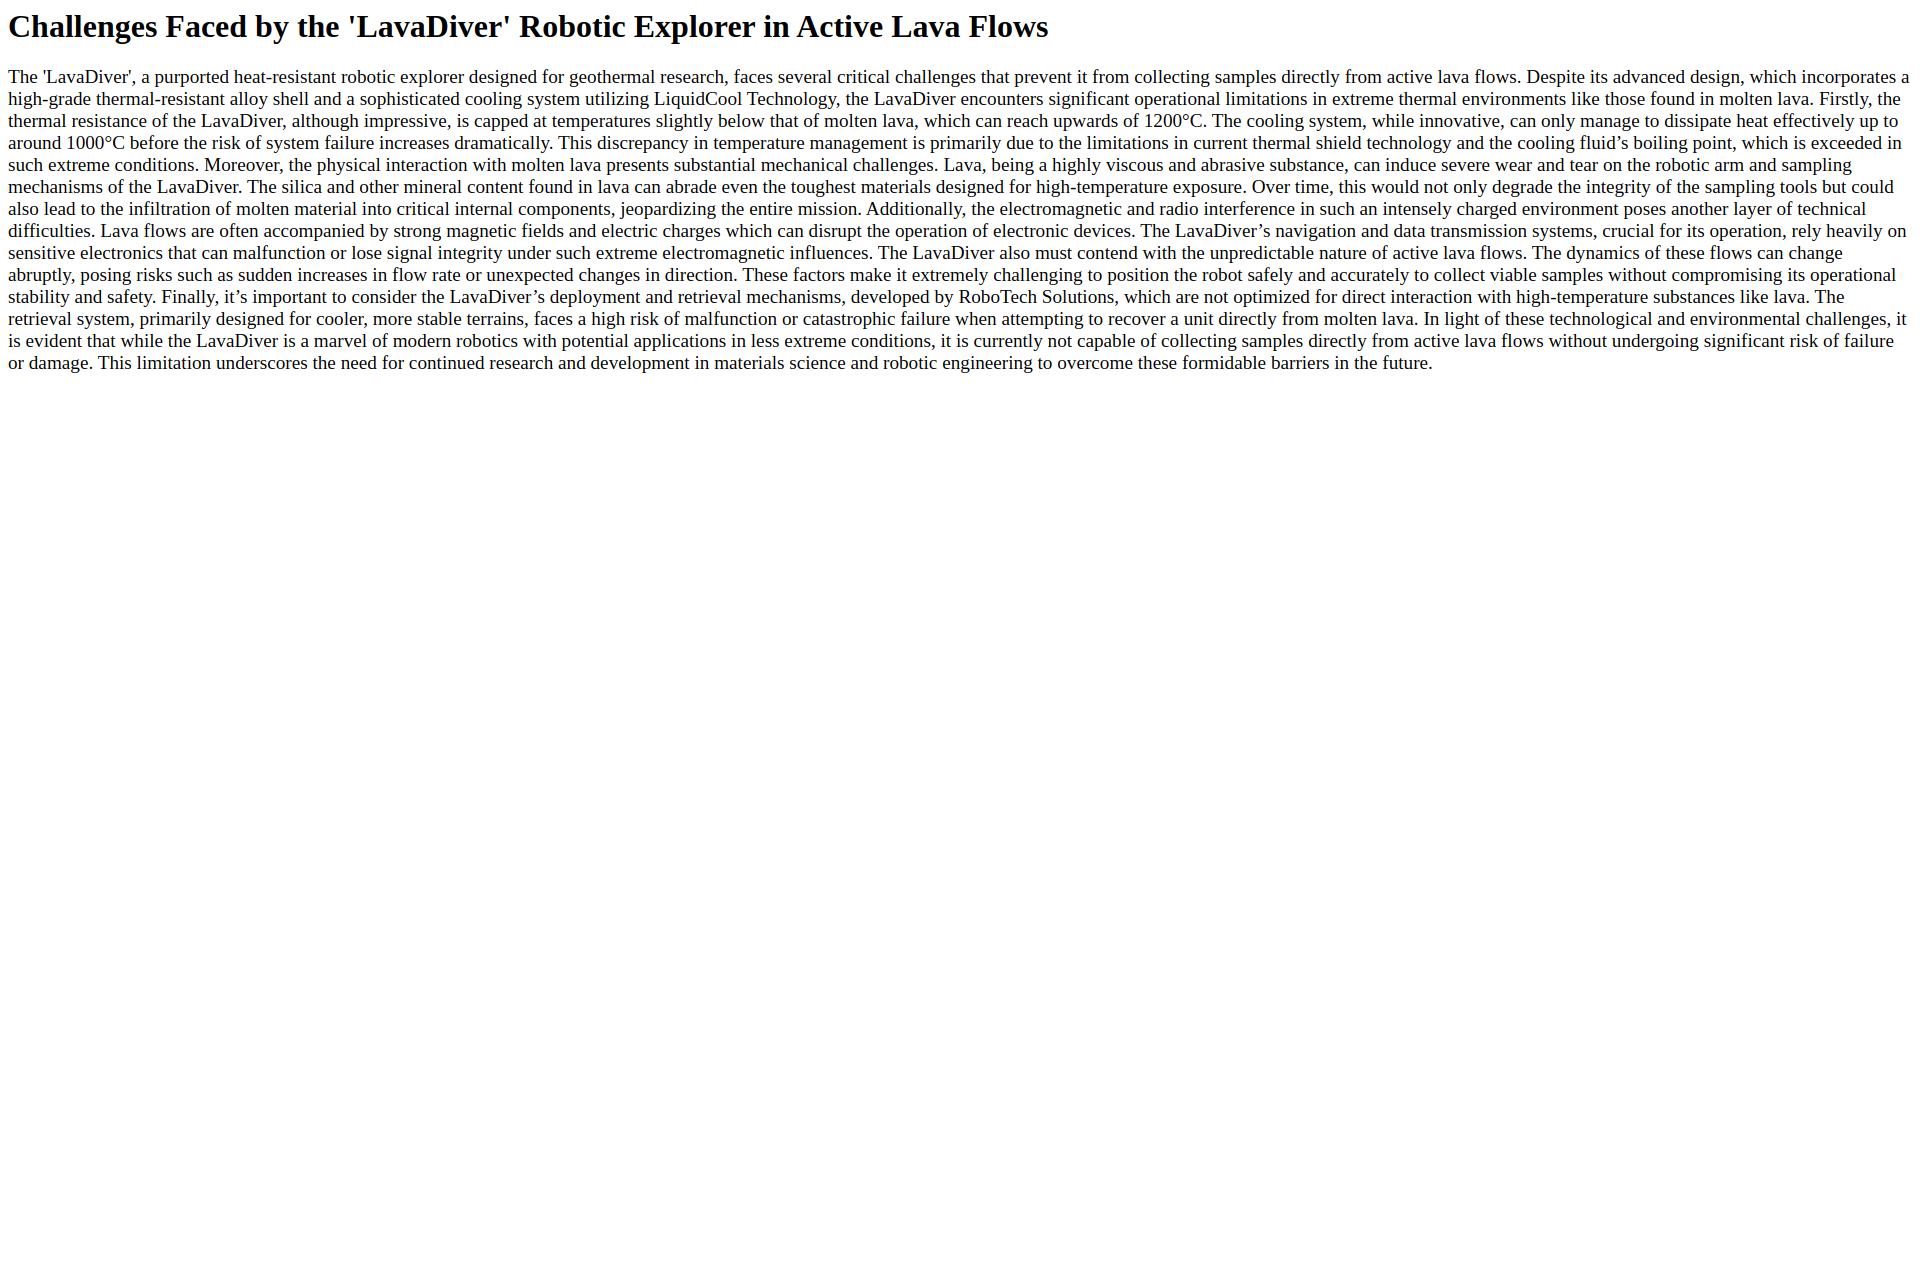 Challenges Faced by the 'LavaDiver' Robotic Explorer in Active Lava Flows
The 'LavaDiver', a purported heat-resistant robotic explorer designed for geothermal research, faces several critical challenges that prevent it from collecting samples directly from active lava flows. Despite its advanced design, which incorporates a
high-grade thermal-resistant alloy shell and a sophisticated cooling system utilizing LiquidCool Technology, the LavaDiver encounters significant operational limitations in extreme thermal environments like those found in molten lava. Firstly, the
thermal resistance of the LavaDiver, although impressive, is capped at temperatures slightly below that of molten lava, which can reach upwards of 1200°C. The cooling system, while innovative, can only manage to dissipate heat effectively up to
around 1000°C before the risk of system failure increases dramatically. This discrepancy in temperature management is primarily due to the limitations in current thermal shield technology and the cooling fluid’s boiling point, which is exceeded in
such extreme conditions. Moreover, the physical interaction with molten lava presents substantial mechanical challenges. Lava, being a highly viscous and abrasive substance, can induce severe wear and tear on the robotic arm and sampling
mechanisms of the LavaDiver. The silica and other mineral content found in lava can abrade even the toughest materials designed for high-temperature exposure. Over time, this would not only degrade the integrity of the sampling tools but could
also lead to the infiltration of molten material into critical internal components, jeopardizing the entire mission. Additionally, the electromagnetic and radio interference in such an intensely charged environment poses another layer of technical
difficulties. Lava flows are often accompanied by strong magnetic fields and electric charges which can disrupt the operation of electronic devices. The LavaDiver’s navigation and data transmission systems, crucial for its operation, rely heavily on
sensitive electronics that can malfunction or lose signal integrity under such extreme electromagnetic influences. The LavaDiver also must contend with the unpredictable nature of active lava flows. The dynamics of these flows can change
abruptly, posing risks such as sudden increases in flow rate or unexpected changes in direction. These factors make it extremely challenging to position the robot safely and accurately to collect viable samples without compromising its operational
stability and safety. Finally, it’s important to consider the LavaDiver’s deployment and retrieval mechanisms, developed by RoboTech Solutions, which are not optimized for direct interaction with high-temperature substances like lava. The
retrieval system, primarily designed for cooler, more stable terrains, faces a high risk of malfunction or catastrophic failure when attempting to recover a unit directly from molten lava. In light of these technological and environmental challenges, it
is evident that while the LavaDiver is a marvel of modern robotics with potential applications in less extreme conditions, it is currently not capable of collecting samples directly from active lava flows without undergoing significant risk of failure
or damage. This limitation underscores the need for continued research and development in materials science and robotic engineering to overcome these formidable barriers in the future.